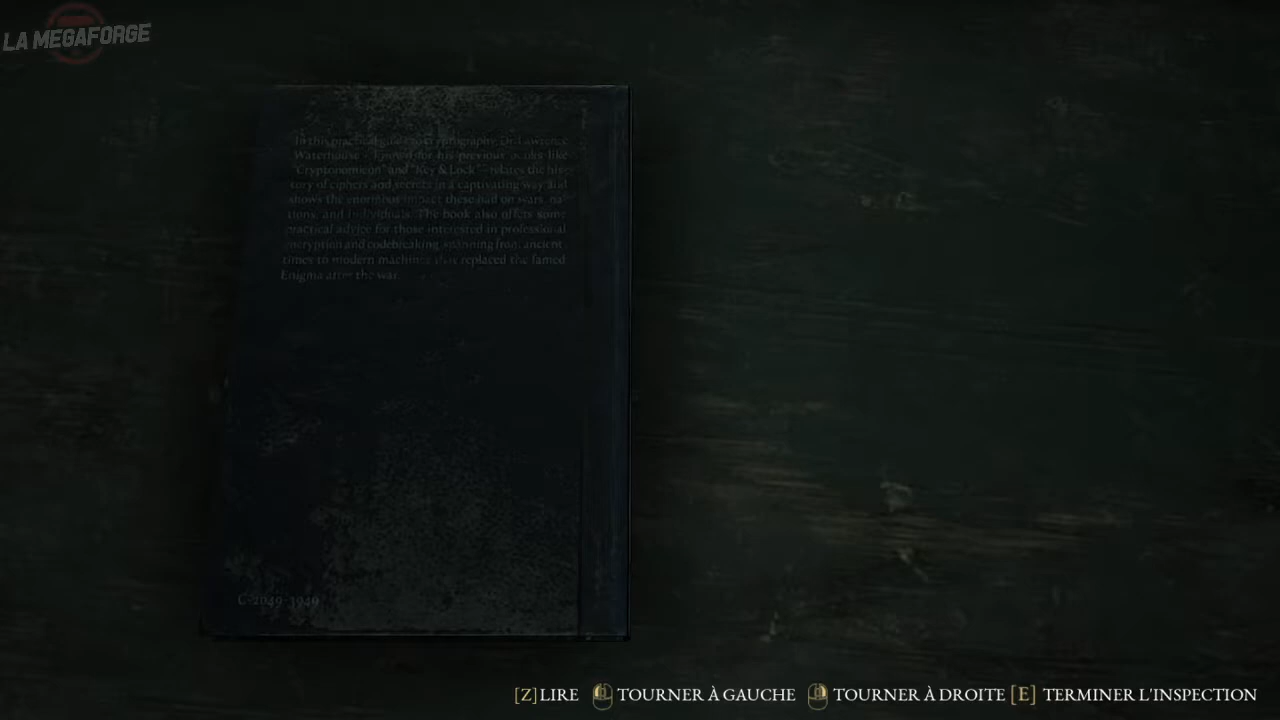 LA MEGAFORGE
In this practical guide to cryptography, Dr. Lawrence
Waterhouse - known for his previous books like
"Cryptonomicon" and "Key & Lock" - relates the his-
tory of ciphers and secrets in a captivating way and
shows the enormous impact these had on wars, na-
tions, and individuals. The book also offers some
practical advice for those interested in professional
encryption and codebreaking, spanning from ancient
times to modern machines that replaced the famed
Enigma after the war.
C-2049-3949
[Z] LIRE TOURNER À GAUCHE TOURNER À DROITE [E] TERMINER L'INSPECTION